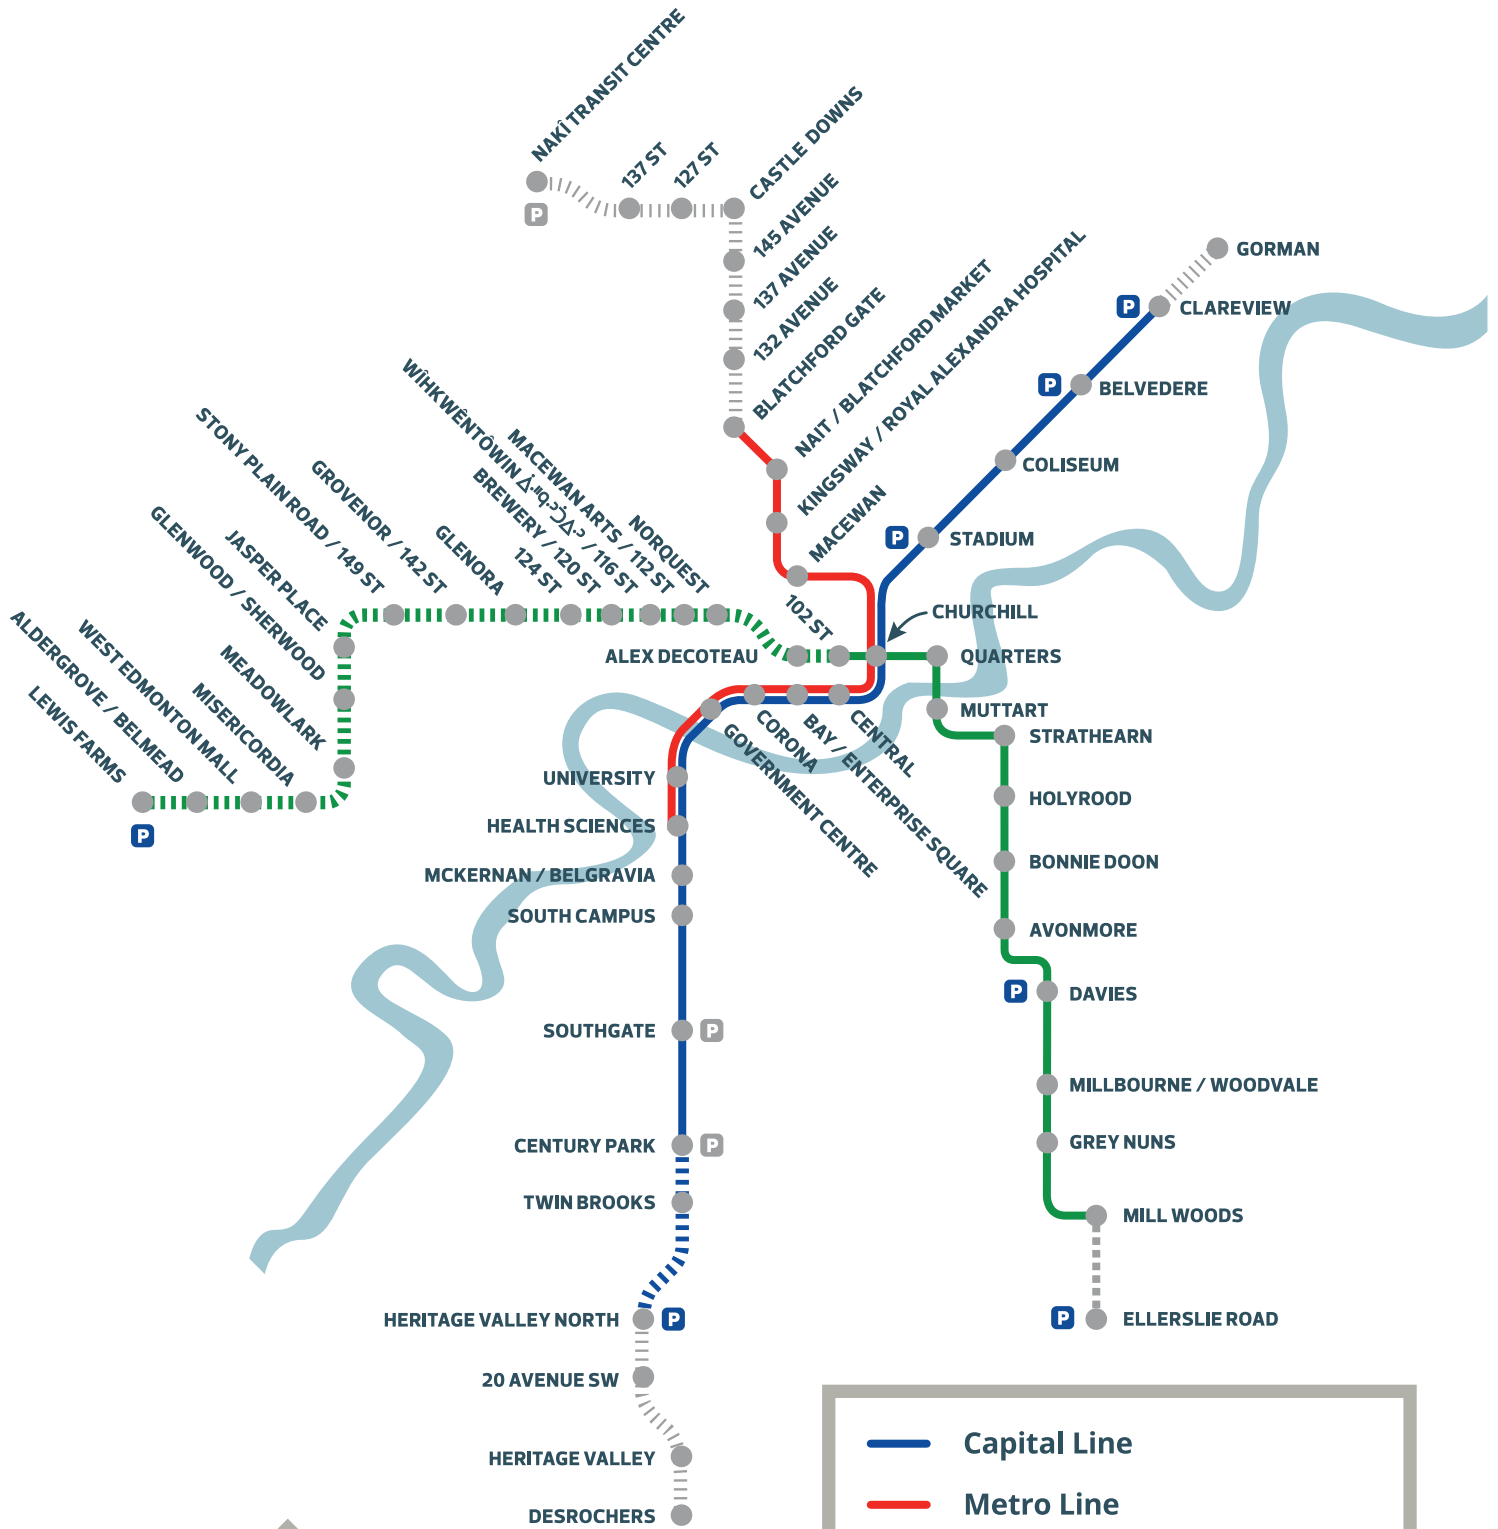 NAKÎ TRANSIT CENTRE
137 ST
127 ST
CASTLE DOWNS
P
145 AVENUE
137 AVENUE
132 AVENUE
BLATCHFORD GATE
NAIT / BLATCHFORD MARKET
KINGSWAY / ROYAL ALEXANDRA HOSPITAL
MACEWAN
GORMAN
P
CLAREVIEW
P
BELVEDERE
COLISEUM
P
STADIUM
CHURCHILL
LEWIS FARMS
P
ALDERGROVE / BELMEAD
WEST EDMONTON MALL
MISERICORDIA
MEADOWLARK
GLENWOOD / SHERWOOD
JASPER PLACE
STONY PLAIN ROAD / 149 ST
GROVENOR / 142 ST
GLENORA
124 ST
BREWERY / 120 ST
WÎHKWÊNTÔWIN ᐄᐧᐦᑫᐧᐣᑑᐃᐧᐣ / 116 ST
MACEWAN ARTS / 112 ST
NORQUEST
ALEX DECOTEAU
102 ST
QUARTERS
MUTTART
STRATHEARN
HOLYROOD
BONNIE DOON
AVONMORE
P
DAVIES
MILLBOURNE / WOODVALE
GREY NUNS
MILL WOODS
P
ELLERSLIE ROAD
CENTRAL
BAY / ENTERPRISE SQUARE
CORONA
GOVERNMENT CENTRE
UNIVERSITY
HEALTH SCIENCES
MCKERNAN / BELGRAVIA
SOUTH CAMPUS
SOUTHGATE
P
CENTURY PARK
P
TWIN BROOKS
HERITAGE VALLEY NORTH
P
20 AVENUE SW
HERITAGE VALLEY
DESROCHERS
Capital Line
Metro Line